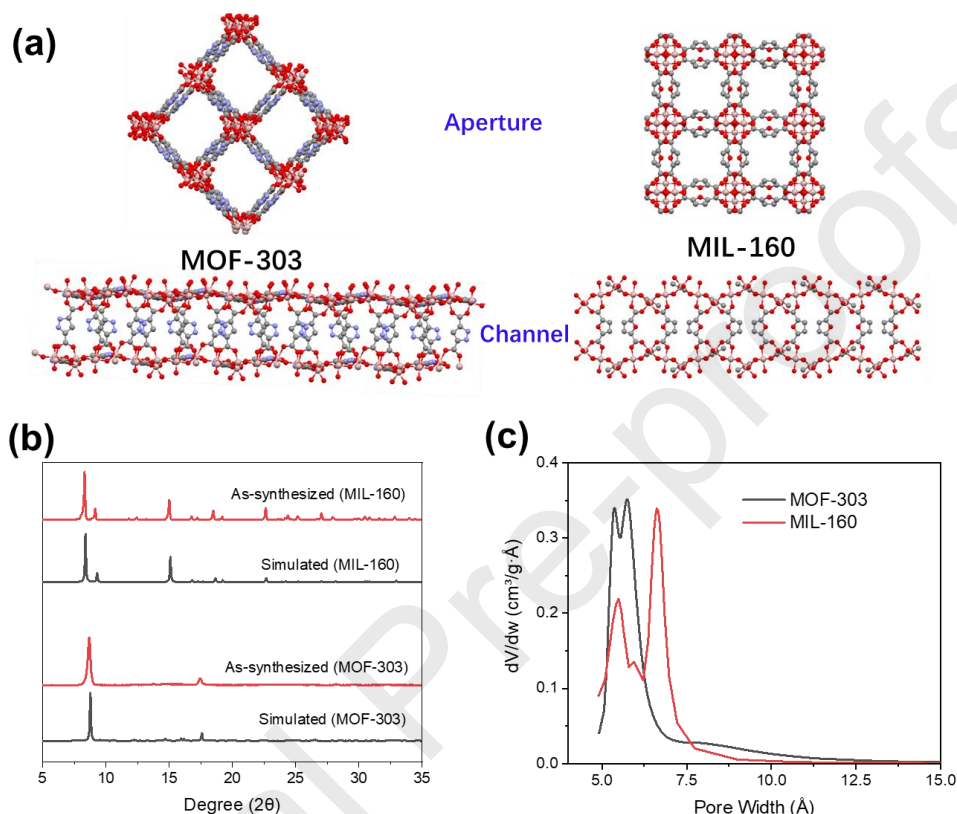 (a)
Aperture
MOF-303
MIL-160
Channel
(b)
As-synthesized (MIL-160)
Simulated (MIL-160)
As-synthesized (MOF-303)
Simulated (MOF-303)
5 10 15 20 25 30 35
Degree (2θ)
(c)
MOF-303
MIL-160
0.4
0.3
0.2
0.1
0.0
dV/dw (cm³/g·Å)
5.0 7.5 10.0 12.5 15.0
Pore Width (Å)
Pre-proofs